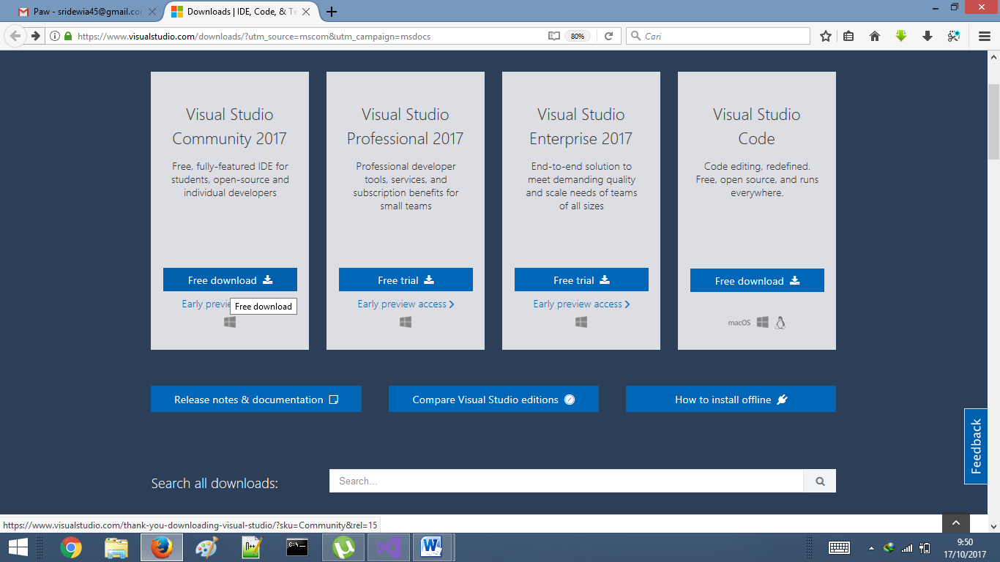 Paw - sridewia45@gmail.co
Downloads | IDE, Code, & Te
https://www.visualstudio.com/downloads/?utm_source=mscom&utm_campaign=msdocs
80%
Cari
Visual Studio
Community 2017
Free, fully-featured IDE for
students, open-source and
individual developers
Free download
Early previe
Free download
Visual Studio
Professional 2017
Professional developer
tools, services, and
subscription benefits for
small teams
Free trial
Early preview access
Visual Studio
Enterprise 2017
End-to-end solution to
meet demanding quality
and scale needs of teams
of all sizes
Free trial
Early preview access
Visual Studio
Code
Code editing, redefined.
Free, open source, and runs
everywhere.
Free download
macOS
Release notes & documentation
Compare Visual Studio editions
How to install offline
Feedback
Search all downloads:
Search...
https://www.visualstudio.com/thank-you-downloading-visual-studio/?sku=Community&rel=15
9:50
17/10/2017